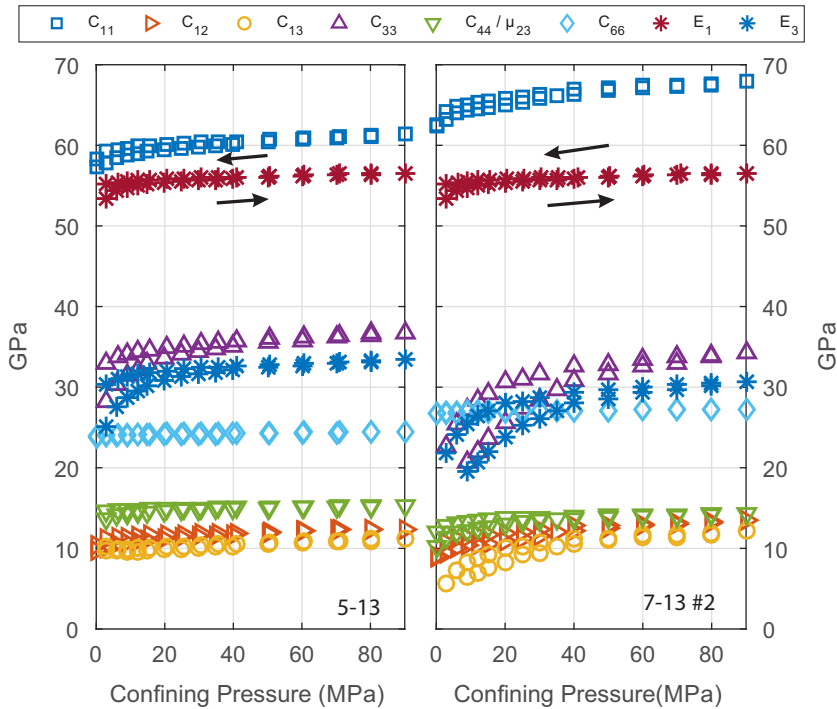 C11 C12 C13 C33 C44 / μ23 C66 E1 E3
70 70
60 60
50 50
40 40
30 30
20 20
10 10
0 0
GPa GPa
5-13 7-13 #2
0 20 40 60 80 0 20 40 60 80
Confining Pressure (MPa) Confining Pressure(MPa)